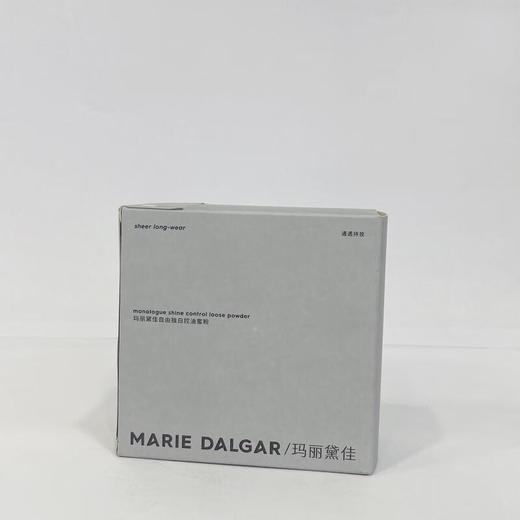 sheer long-wear
通透持妆
monologue shine control loose powder
玛丽黛佳自由独白控油蜜粉
MARIE DALGAR/玛丽黛佳